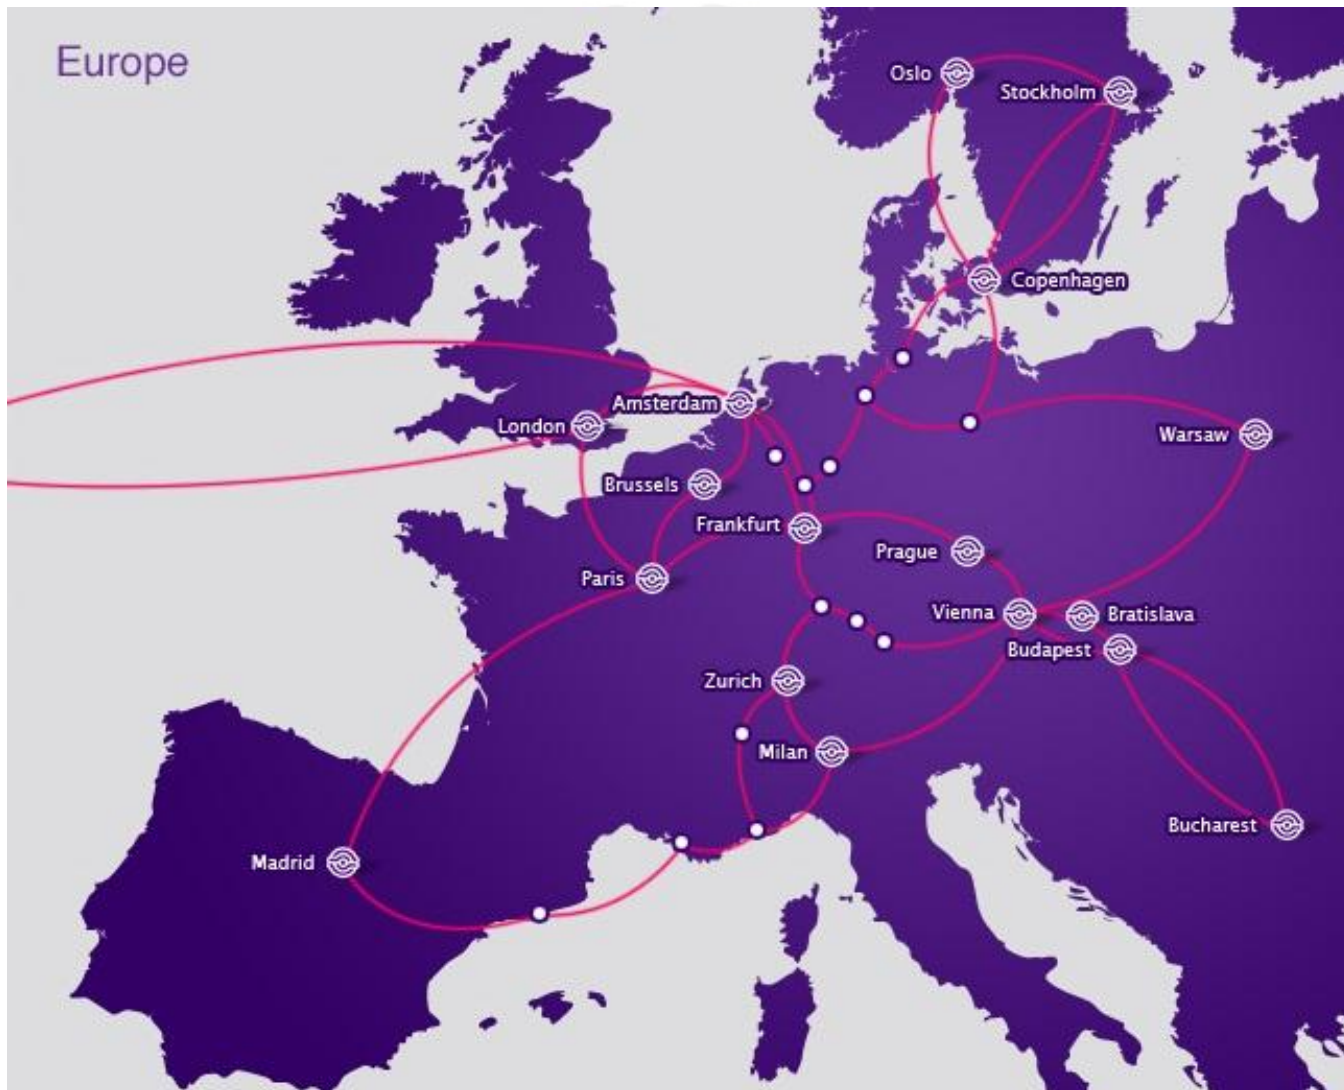 Europe
Oslo
Stockholm
Copenhagen
Amsterdam
London
Warsaw
Brussels
Frankfurt
Prague
Paris
Vienna
Bratislava
Budapest
Zurich
Milan
Bucharest
Madrid